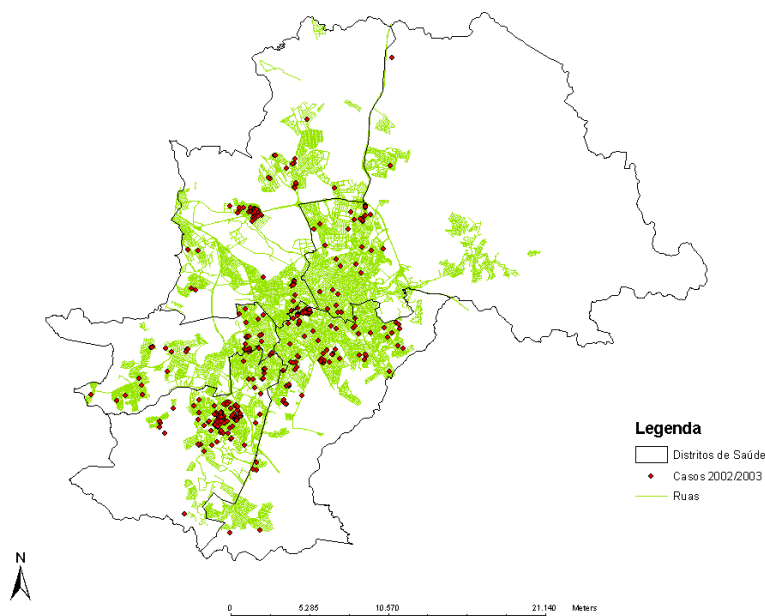 Legenda
Distritos de Saúde
Casos 2002/2003
Ruas
N
0 5.285 10.570 21.140 Meters